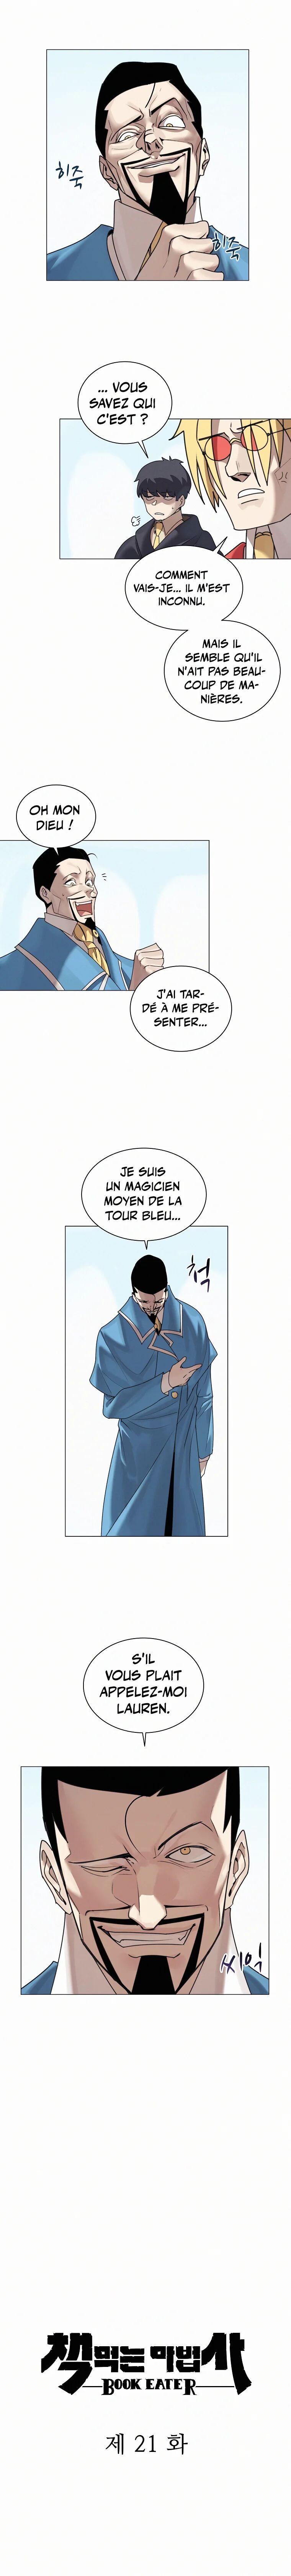 히죽
히죽
... VOUS
SAVEZ QUI
C'EST ?
COMMENT
VAIS-JE... IL M'EST
INCONNU.
MAIS IL
SEMBLE QU'IL
N'AIT PAS BEAU-
COUP DE MA-
NIÈRES.
OH MON
DIEU !
J'AI TAR-
DÉ À ME PRÉ-
SENTER...
JE SUIS
UN MAGICIEN
MOYEN DE LA
TOUR BLEU...
척
S'IL
VOUS PLAIT
APPELEZ-MOI
LAUREN.
씨익
책 먹는 마법사
BOOK EATER
제 21 화